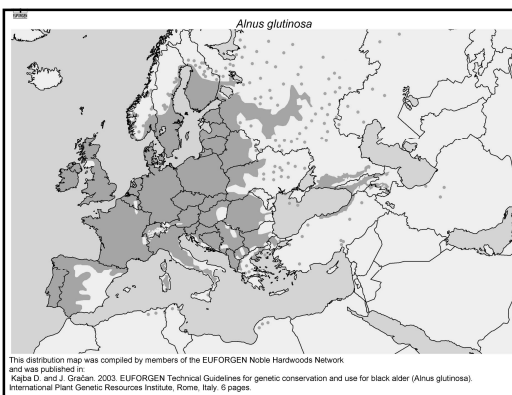 EUFORGEN
Alnus glutinosa
This distribution map was compiled by members of the EUFORGEN Noble Hardwoods Network
and was published in:
Kajba D. and J. Gračan. 2003. EUFORGEN Technical Guidelines for genetic conservation and use for black alder (Alnus glutinosa).
International Plant Genetic Resources Institute, Rome, Italy. 6 pages.